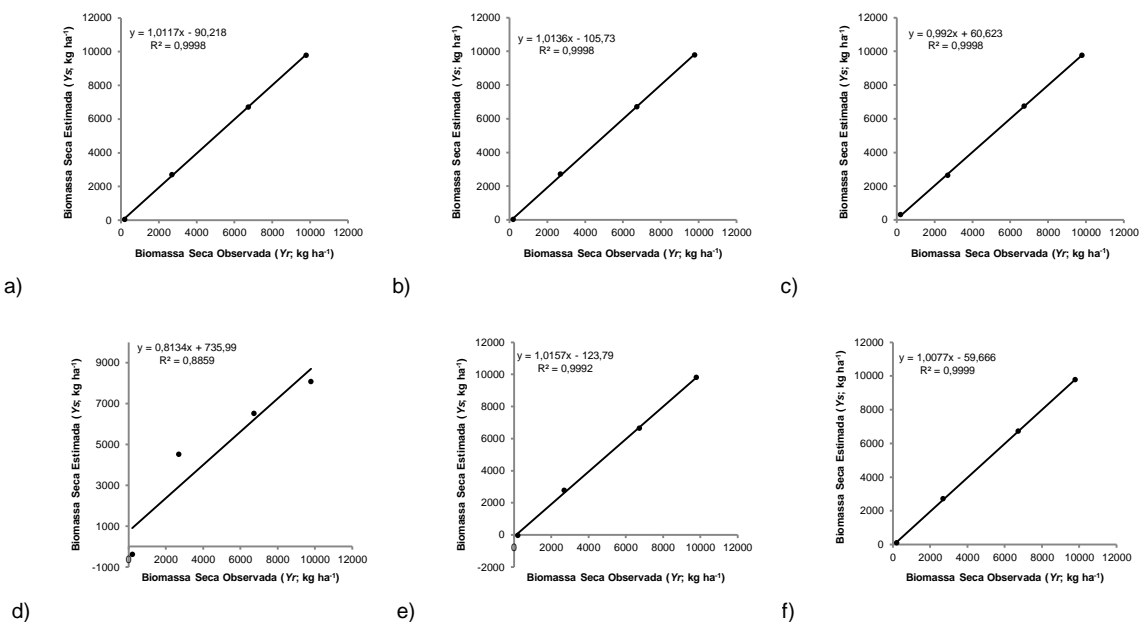 y = 1,0117x - 90,218
R² = 0,9998
12000
10000
8000
6000
4000
2000
0
0 2000 4000 6000 8000 10000 12000
Biomassa Seca Estimada (Ys; kg ha⁻¹)
Biomassa Seca Observada (Yr; kg ha⁻¹)
a)
y = 1,0136x - 105,73
R² = 0,9998
12000
10000
8000
6000
4000
2000
0
0 2000 4000 6000 8000 10000 12000
Biomassa Seca Estimada (Ys; kg ha⁻¹)
Biomassa Seca Observada (Yr; kg ha⁻¹)
b)
y = 0,992x + 60,623
R² = 0,9998
12000
10000
8000
6000
4000
2000
0
0 2000 4000 6000 8000 10000 12000
Biomassa Seca Estimada (Ys; kg ha⁻¹)
Biomassa Seca Observada (Yr; kg ha⁻¹)
c)
y = 0,8134x + 735,99
R² = 0,8859
9000
7000
5000
3000
1000
-1000
0 2000 4000 6000 8000 10000 12000
Biomassa Seca Estimada (Ys; kg ha⁻¹)
Biomassa Seca Observada (Yr; kg ha⁻¹)
d)
y = 1,0157x - 123,79
R² = 0,9992
12000
10000
8000
6000
4000
2000
0
-2000
0 2000 4000 6000 8000 10000 12000
Biomassa Seca Estimada (Ys; kg ha⁻¹)
Biomassa Seca Observada (Yr; kg ha⁻¹)
e)
y = 1,0077x - 59,666
R² = 0,9999
12000
10000
8000
6000
4000
2000
0
0 2000 4000 6000 8000 10000 12000
Biomassa Seca Estimada (Ys; kg ha⁻¹)
Biomassa Seca Observada (Yr; kg ha⁻¹)
f)